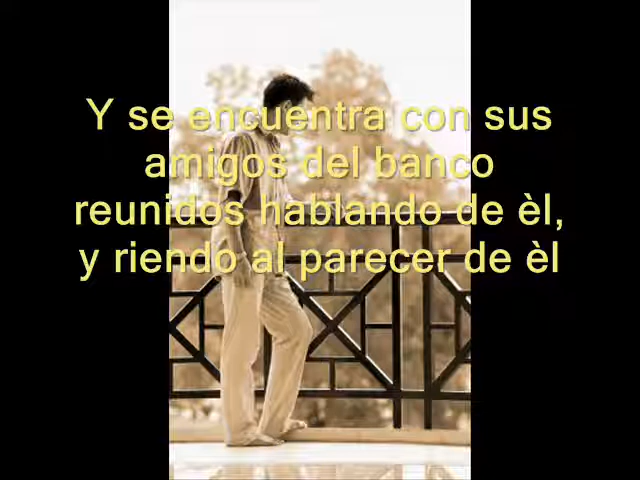 Y se encuentra con sus
amigos del banco
reunidos hablando de èl,
y riendo al parecer de èl